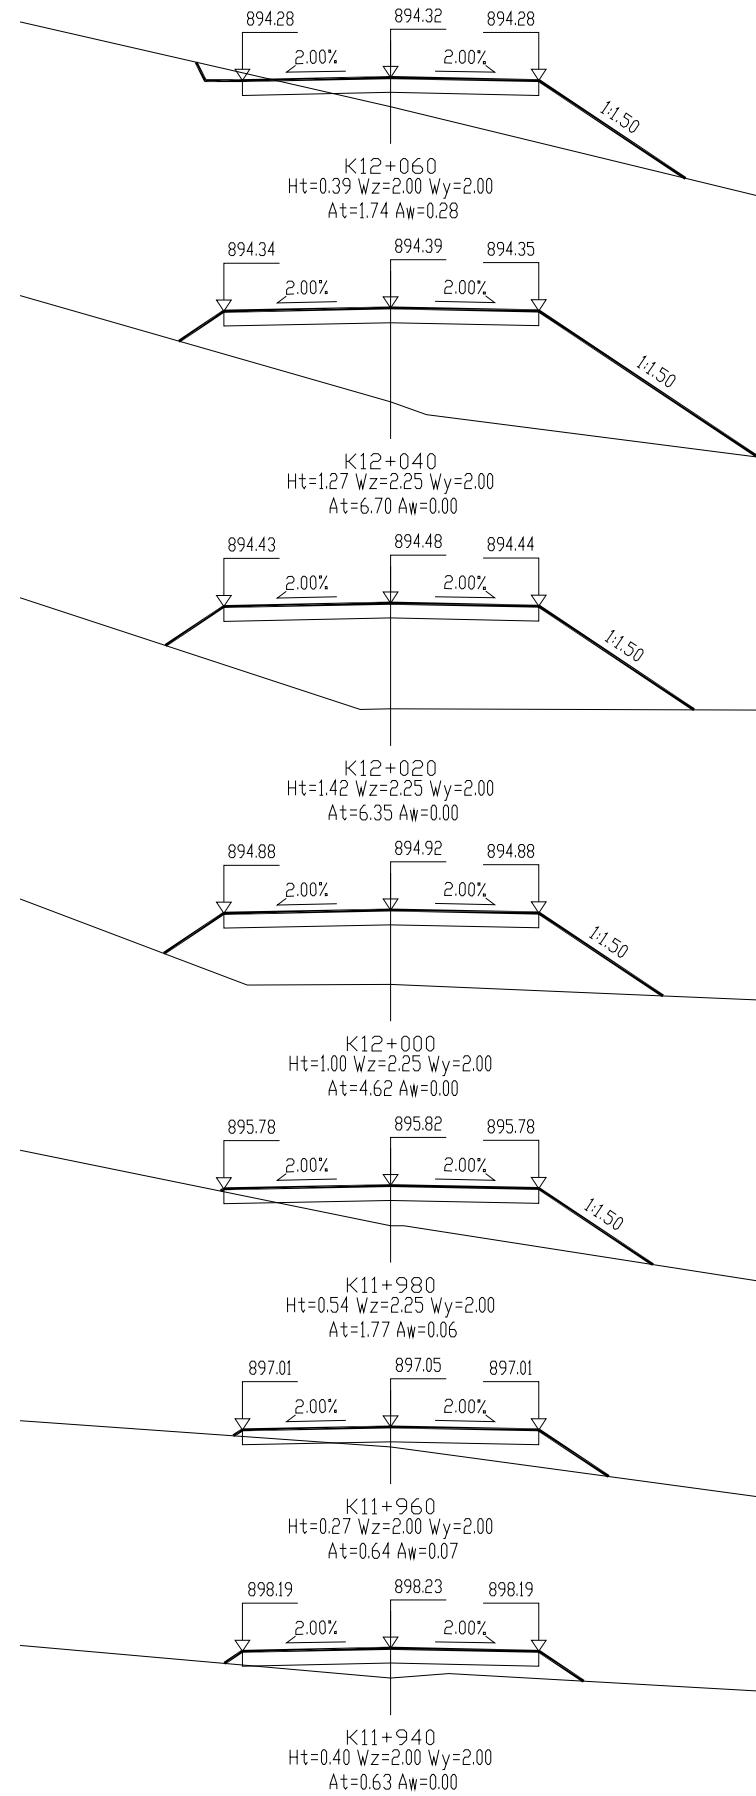 894.28 894.32 894.28
2.00% 2.00%
1:1.50
K12+060
Ht=0.39 Wz=2.00 Wy=2.00
At=1.74 Aw=0.28
894.34 894.39 894.35
2.00% 2.00%
1:1.50
K12+040
Ht=1.27 Wz=2.25 Wy=2.00
At=6.70 Aw=0.00
894.43 894.48 894.44
2.00% 2.00%
1:1.50
K12+020
Ht=1.42 Wz=2.25 Wy=2.00
At=6.35 Aw=0.00
894.88 894.92 894.88
2.00% 2.00%
1:1.50
K12+000
Ht=1.00 Wz=2.25 Wy=2.00
At=4.62 Aw=0.00
895.78 895.82 895.78
2.00% 2.00%
1:1.50
K11+980
Ht=0.54 Wz=2.25 Wy=2.00
At=1.77 Aw=0.06
897.01 897.05 897.01
2.00% 2.00%
K11+960
Ht=0.27 Wz=2.00 Wy=2.00
At=0.64 Aw=0.07
898.19 898.23 898.19
2.00% 2.00%
K11+940
Ht=0.40 Wz=2.00 Wy=2.00
At=0.63 Aw=0.00